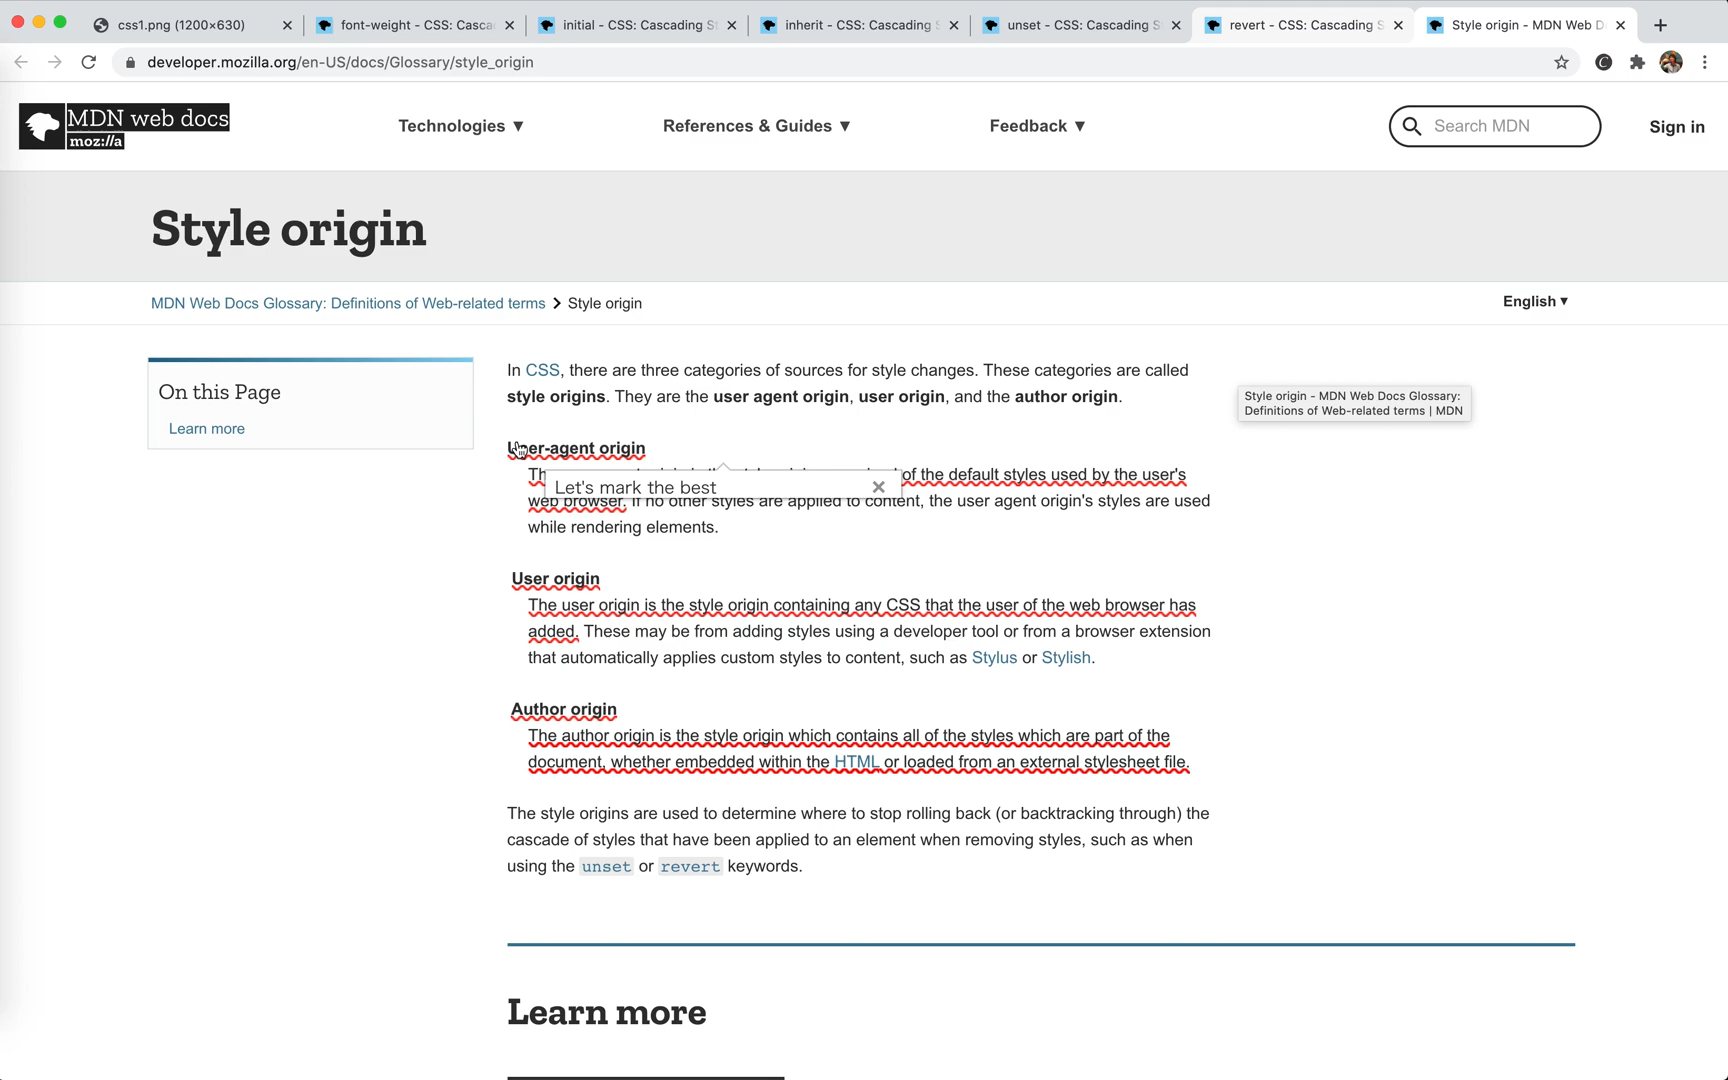 css1.png (1200×630)
font-weight - CSS: Casca
initial - CSS: Cascading S
inherit - CSS: Cascading S
unset - CSS: Cascading S
revert - CSS: Cascading S
Style origin - MDN Web D
developer.mozilla.org/en-US/docs/Glossary/style_origin
MDN web docs
moz://a
Technologies ▼
References & Guides ▼
Feedback ▼
Search MDN
Sign in
Style origin
MDN Web Docs Glossary: Definitions of Web-related terms > Style origin
English ▼
On this Page
Learn more
In CSS, there are three categories of sources for style changes. These categories are called
style origins. They are the user agent origin, user origin, and the author origin.
Style origin - MDN Web Docs Glossary:
Definitions of Web-related terms | MDN
User-agent origin
of the default styles used by the user's
Let's mark the best
web browser. If no other styles are applied to content, the user agent origin's styles are used
while rendering elements.
User origin
The user origin is the style origin containing any CSS that the user of the web browser has
added. These may be from adding styles using a developer tool or from a browser extension
that automatically applies custom styles to content, such as Stylus or Stylish.
Author origin
The author origin is the style origin which contains all of the styles which are part of the
document, whether embedded within the HTML or loaded from an external stylesheet file.
The style origins are used to determine where to stop rolling back (or backtracking through) the
cascade of styles that have been applied to an element when removing styles, such as when
using the unset or revert keywords.
Learn more